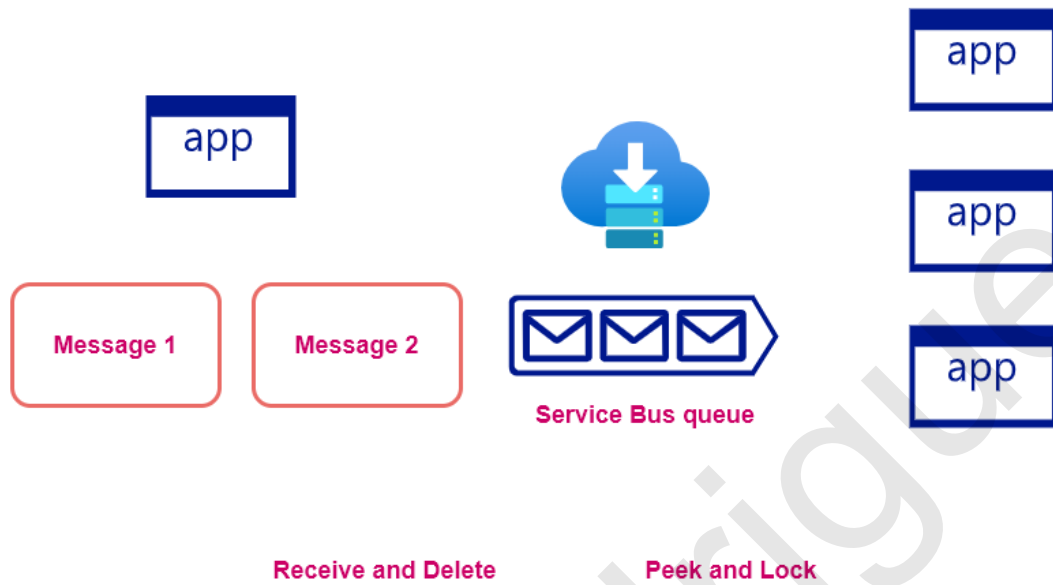 app
app
app
app
Message 1
Message 2
Service Bus queue
Receive and Delete
Peek and Lock